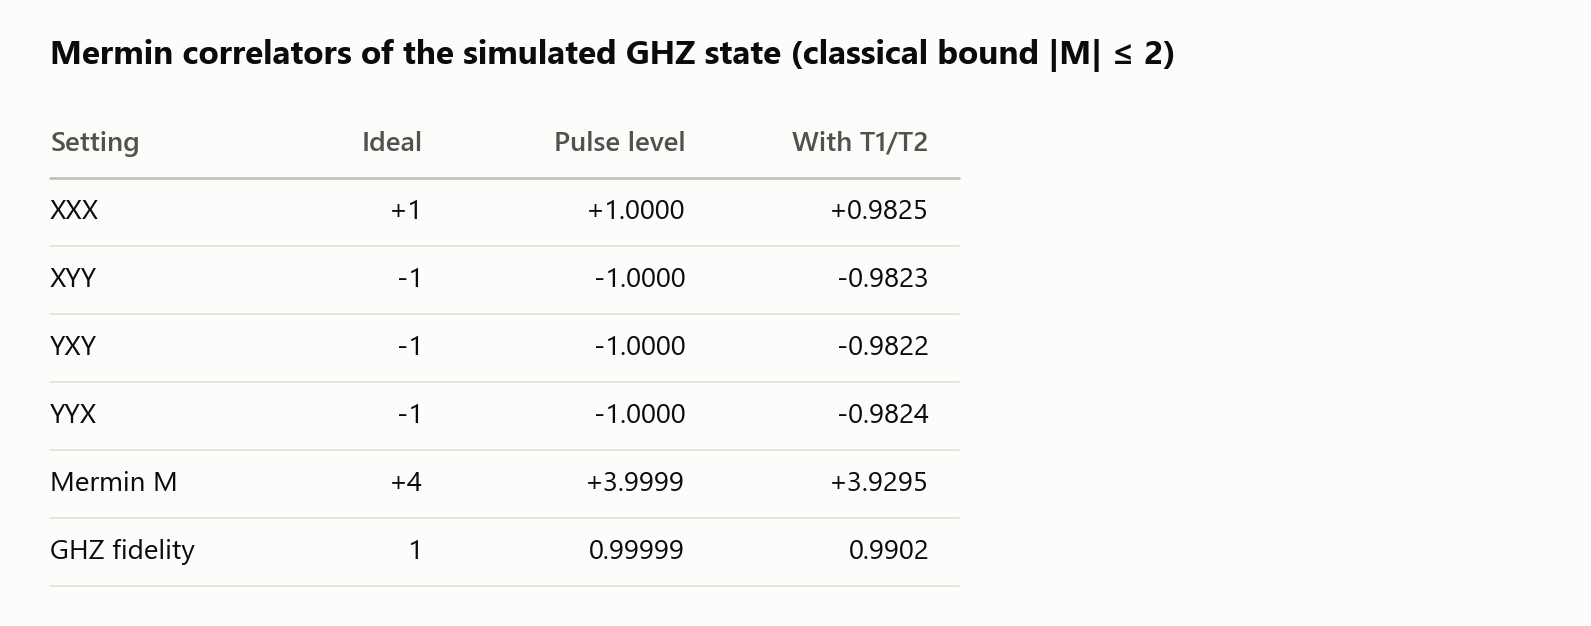 Mermin correlators of the simulated GHZ state (classical bound |M| ≤ 2)
Setting Ideal Pulse level With T1/T2
XXX +1 +1.0000 +0.9825
XYY -1 -1.0000 -0.9823
YXY -1 -1.0000 -0.9822
YYX -1 -1.0000 -0.9824
Mermin M +4 +3.9999 +3.9295
GHZ fidelity 1 0.99999 0.9902